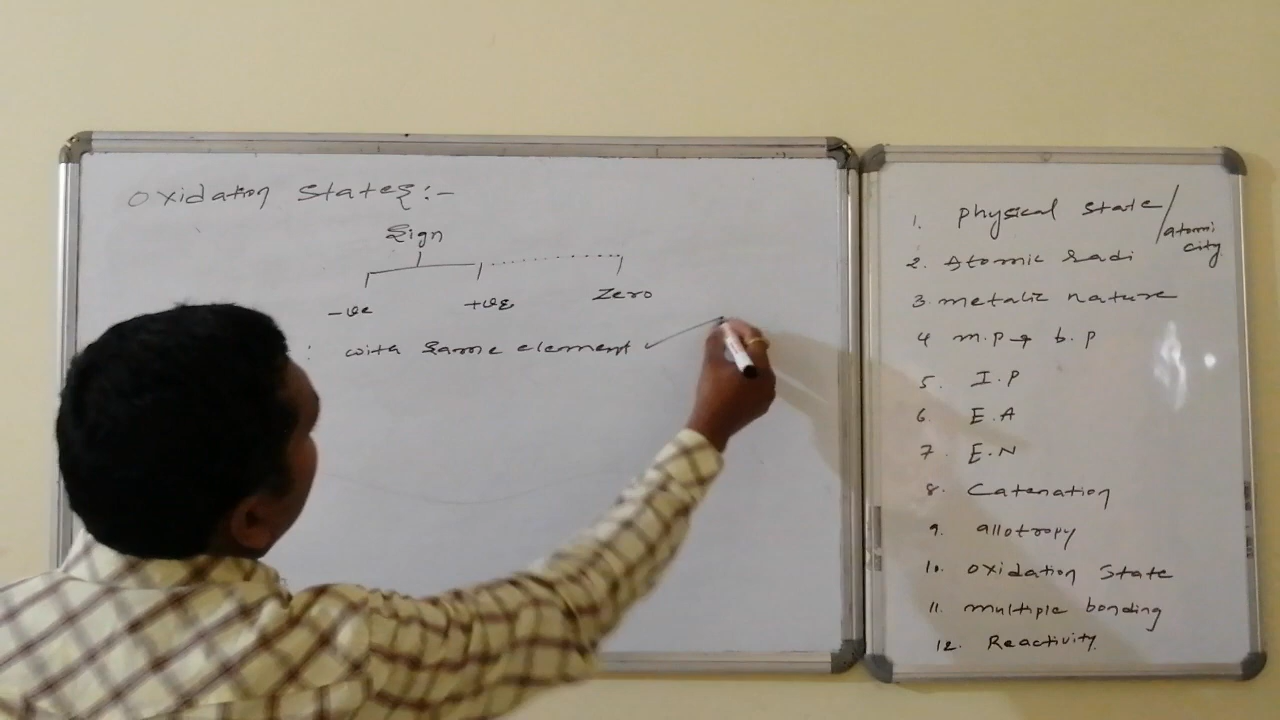 Oxidation States:-
Sign
-ve +ve Zero
: with same element
1. Physical state/atomicity
2. Atomic radi
3. metalic nature
4 m.p & b.p
5. I.P
6. E.A
7. E.N
8. Catenation
9. allotropy
10. oxidation State
11. multiple bonding
12. Reactivity.